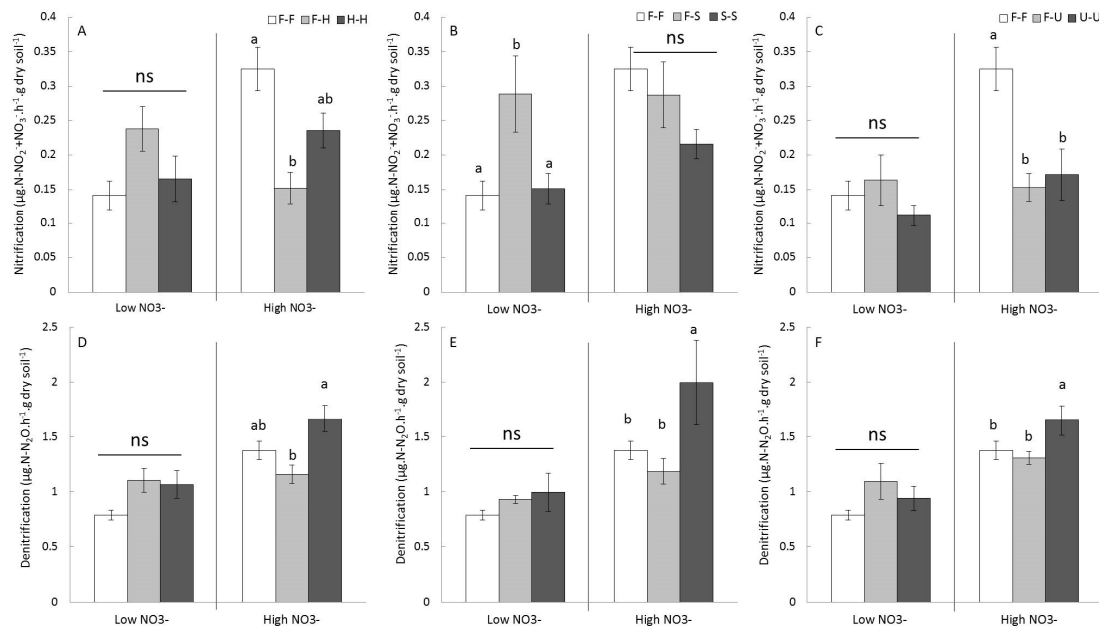 A
F-F F-H H-H
Nitrification (µg.N-NO₂⁻+NO₃⁻.h⁻¹.g dry soil⁻¹)
0.4
0.35
0.3
0.25
0.2
0.15
0.1
0.05
0
ns
a
b
ab
Low NO3-
High NO3-
B
F-F F-S S-S
Nitrification (µg.N-NO₂⁻+NO₃⁻.h⁻¹.g dry soil⁻¹)
0.4
0.35
0.3
0.25
0.2
0.15
0.1
0.05
0
a
b
a
ns
Low NO3-
High NO3-
C
F-F F-U U-U
Nitrification (µg.N-NO₂⁻+NO₃⁻.h⁻¹.g dry soil⁻¹)
0.4
0.35
0.3
0.25
0.2
0.15
0.1
0.05
0
ns
a
b
b
Low NO3-
High NO3-
D
Denitrification (µg.N-N₂O.h⁻¹.g dry soil⁻¹)
2.5
2
1.5
1
0.5
0
ns
ab
b
a
Low NO3-
High NO3-
E
Denitrification (µg.N-N₂O.h⁻¹.g dry soil⁻¹)
2.5
2
1.5
1
0.5
0
ns
b
b
a
Low NO3-
High NO3-
F
Denitrification (µg.N-N₂O.h⁻¹.g dry soil⁻¹)
2.5
2
1.5
1
0.5
0
ns
b
b
a
Low NO3-
High NO3-